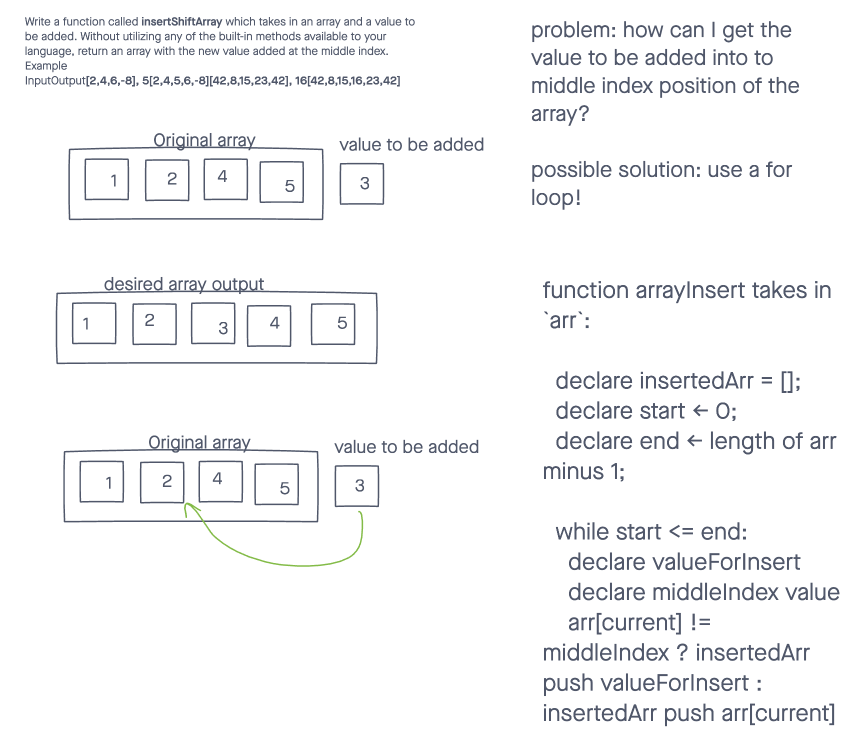 Write a function called insertShiftArray which takes in an array and a value to
be added. Without utilizing any of the built-in methods available to your
language, return an array with the new value added at the middle index.
Example
InputOutput[2,4,6,-8], 5[2,4,5,6,-8][42,8,15,23,42], 16[42,8,15,16,23,42]
Original array
value to be added
1 2 4 5 3
desired array output
1 2 3 4 5
Original array
value to be added
1 2 4 5 3
problem: how can I get the
value to be added into to
middle index position of the
array?
possible solution: use a for
loop!
function arrayInsert takes in
`arr`:
declare insertedArr = [];
declare start ← 0;
declare end ← length of arr
minus 1;
while start <= end:
declare valueForInsert
declare middleIndex value
arr[current] !=
middleIndex ? insertedArr
push valueForInsert :
insertedArr push arr[current]